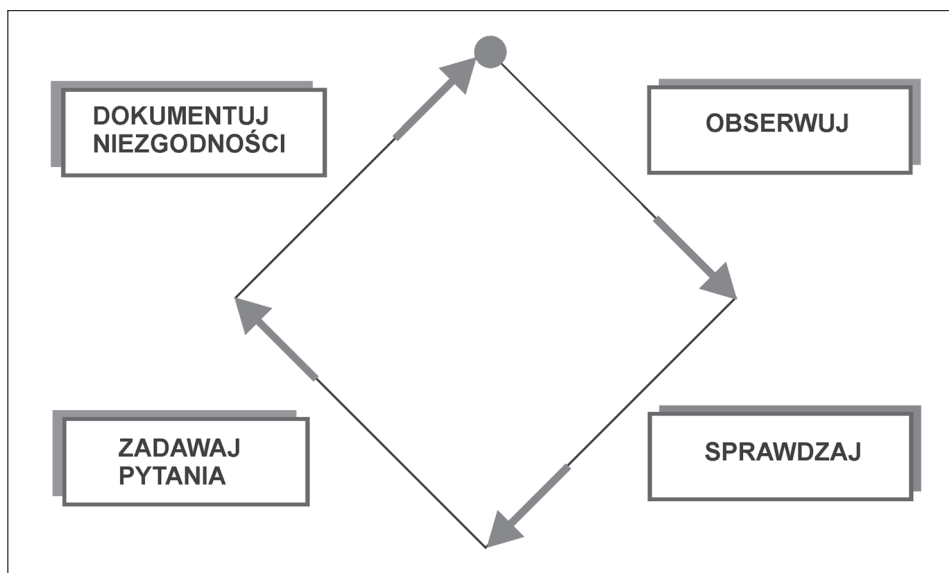 DOKUMENTUJ
NIEZGODNOŚCI
OBSERWUJ
ZADAWAJ
PYTANIA
SPRAWDZAJ